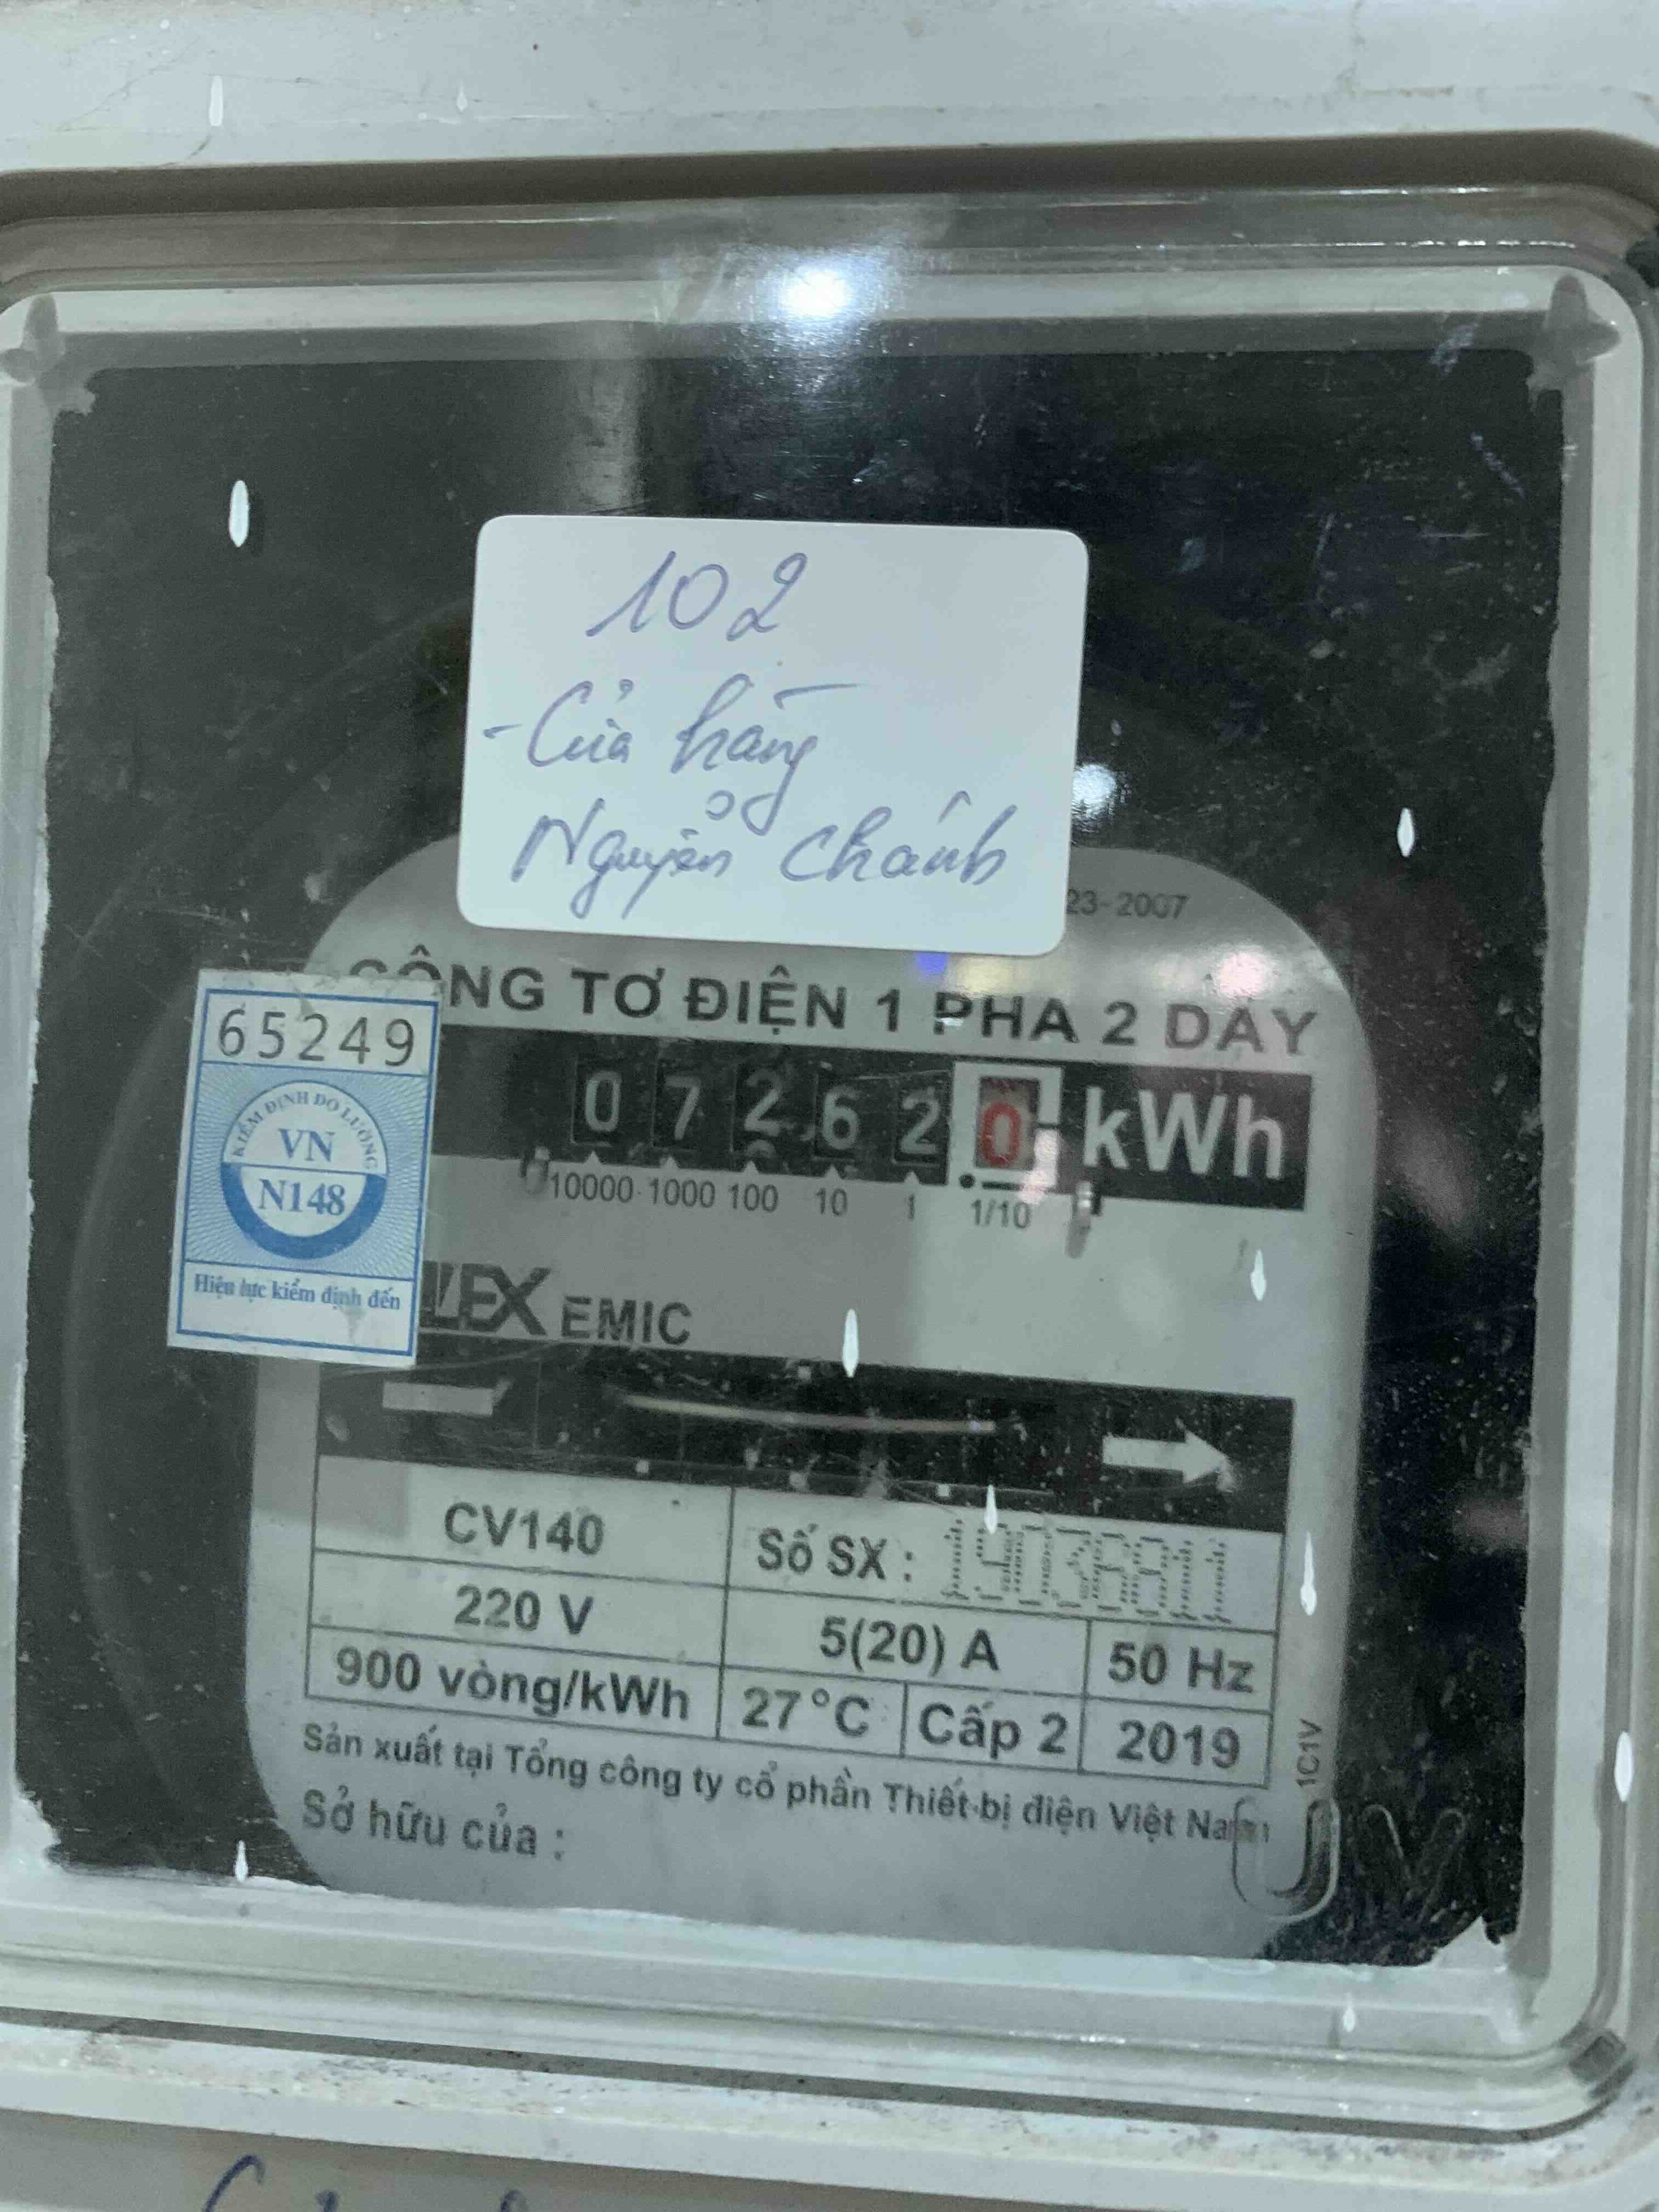 102
- Cửa hàng
Nguyễn Chánh
23-2007
CÔNG TƠ ĐIỆN 1 PHA 2 DÂY
65249
KIỂM ĐỊNH ĐO LƯỜNG
VN
N148
Hiệu lực kiểm định đến
0 7 2 6 2 0 kWh
10000 1000 100 10 1 1/10
EMIC
CV140
Số SX :
220 V
5(20) A
50 Hz
900 vòng/kWh
27°C
Cấp 2
2019
1C1V
Sản xuất tại Tổng công ty cổ phần Thiết bị điện Việt Nam
Sở hữu của :
UV